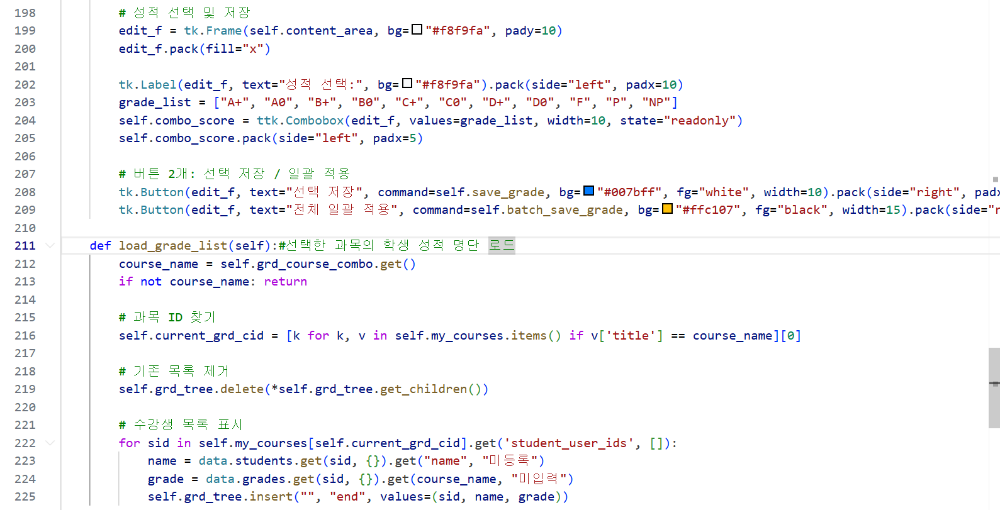 198 # 성적 선택 및 저장
199 edit_f = tk.Frame(self.content_area, bg="#f8f9fa", pady=10)
200 edit_f.pack(fill="x")
201
202 tk.Label(edit_f, text="성적 선택:", bg="#f8f9fa").pack(side="left", padx=10)
203 grade_list = ["A+", "A0", "B+", "B0", "C+", "C0", "D+", "D0", "F", "P", "NP"]
204 self.combo_score = ttk.Combobox(edit_f, values=grade_list, width=10, state="readonly")
205 self.combo_score.pack(side="left", padx=5)
206
207 # 버튼 2개: 선택 저장 / 일괄 적용
208 tk.Button(edit_f, text="선택 저장", command=self.save_grade, bg="#007bff", fg="white", width=10).pack(side="right", pad
209 tk.Button(edit_f, text="전체 일괄 적용", command=self.batch_save_grade, bg="#ffc107", fg="black", width=15).pack(side="r
210
211 def load_grade_list(self):#선택한 과목의 학생 성적 명단 로드
212 course_name = self.grd_course_combo.get()
213 if not course_name: return
214
215 # 과목 ID 찾기
216 self.current_grd_cid = [k for k, v in self.my_courses.items() if v['title'] == course_name][0]
217
218 # 기존 목록 제거
219 self.grd_tree.delete(*self.grd_tree.get_children())
220
221 # 수강생 목록 표시
222 for sid in self.my_courses[self.current_grd_cid].get('student_user_ids', []):
223 name = data.students.get(sid, {}).get("name", "미등록")
224 grade = data.grades.get(sid, {}).get(course_name, "미입력")
225 self.grd_tree.insert("", "end", values=(sid, name, grade))